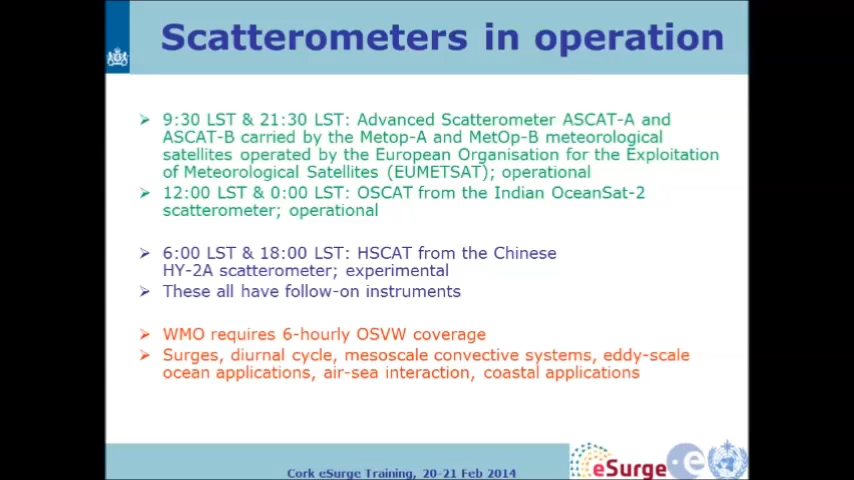 Scatterometers in operation
➢ 9:30 LST & 21:30 LST: Advanced Scatterometer ASCAT-A and
ASCAT-B carried by the Metop-A and MetOp-B meteorological
satellites operated by the European Organisation for the Exploitation
of Meteorological Satellites (EUMETSAT); operational
➢ 12:00 LST & 0:00 LST: OSCAT from the Indian OceanSat-2
scatterometer; operational
➢ 6:00 LST & 18:00 LST: HSCAT from the Chinese
HY-2A scatterometer; experimental
➢ These all have follow-on instruments
➢ WMO requires 6-hourly OSVW coverage
➢ Surges, diurnal cycle, mesoscale convective systems, eddy-scale
ocean applications, air-sea interaction, coastal applications
Cork eSurge Training, 20-21 Feb 2014
eSurge
e